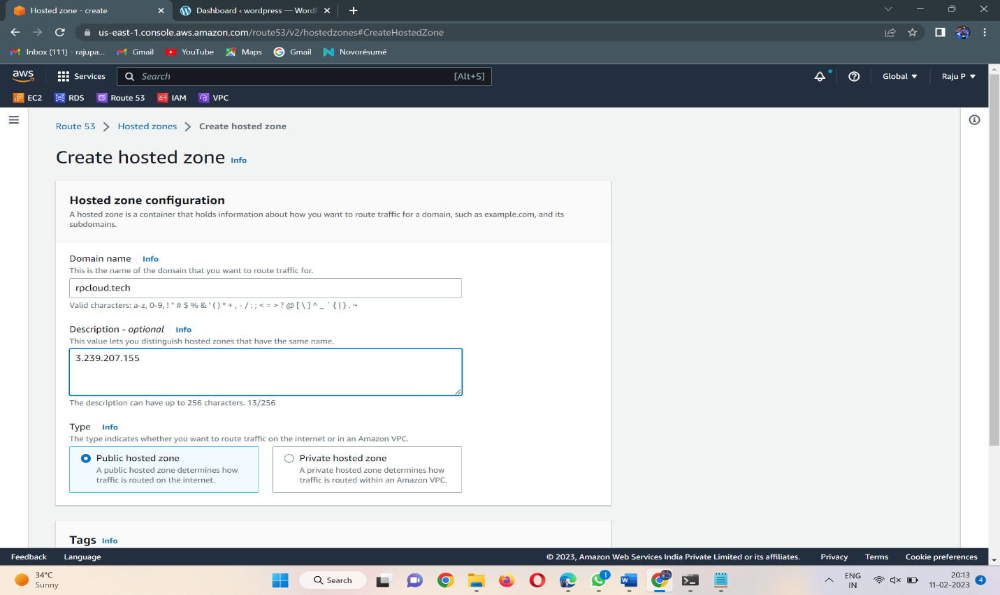 Hosted zone - create
Dashboard ‹ wordpress — WordP
us-east-1.console.aws.amazon.com/route53/v2/hostedzones#CreateHostedZone
Inbox (111) - rajupa...
Gmail
YouTube
Maps
Gmail
Novorésumé
aws
Services
Search
[Alt+S]
Global
Raju P
EC2
RDS
Route 53
IAM
VPC
Route 53
Hosted zones
Create hosted zone
Create hosted zone Info
Hosted zone configuration
A hosted zone is a container that holds information about how you want to route traffic for a domain, such as example.com, and its
subdomains.
Domain name Info
This is the name of the domain that you want to route traffic for.
rpcloud.tech
Valid characters: a-z, 0-9, ! " # $ % & ' ( ) * + , - / : ; < = > ? @ [ \ ] ^ _ ` { | } . ~
Description - optional Info
This value lets you distinguish hosted zones that have the same name.
3.239.207.155
The description can have up to 256 characters. 13/256
Type Info
The type indicates whether you want to route traffic on the internet or in an Amazon VPC.
Public hosted zone
A public hosted zone determines how
traffic is routed on the internet.
Private hosted zone
A private hosted zone determines how
traffic is routed within an Amazon VPC.
Tags Info
Feedback
Language
© 2023, Amazon Web Services India Private Limited or its affiliates.
Privacy
Terms
Cookie preferences
34°C
Sunny
Search
1
ENG
IN
20:13
11-02-2023
4